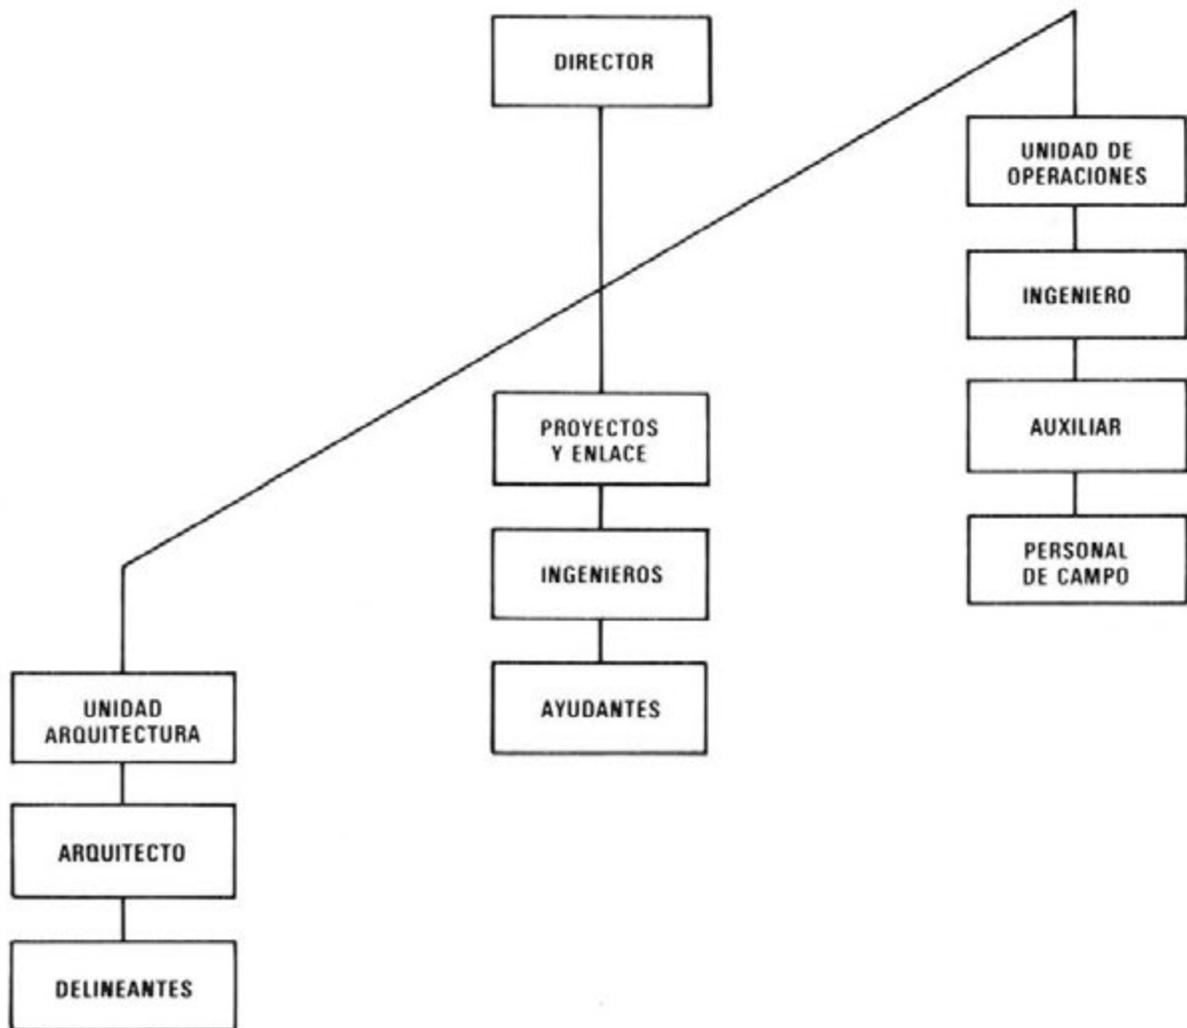 DIRECTOR
UNIDAD DE
OPERACIONES
INGENIERO
AUXILIAR
PERSONAL
DE CAMPO
PROYECTOS
Y ENLACE
INGENIEROS
AYUDANTES
UNIDAD
ARQUITECTURA
ARQUITECTO
DELINEANTES